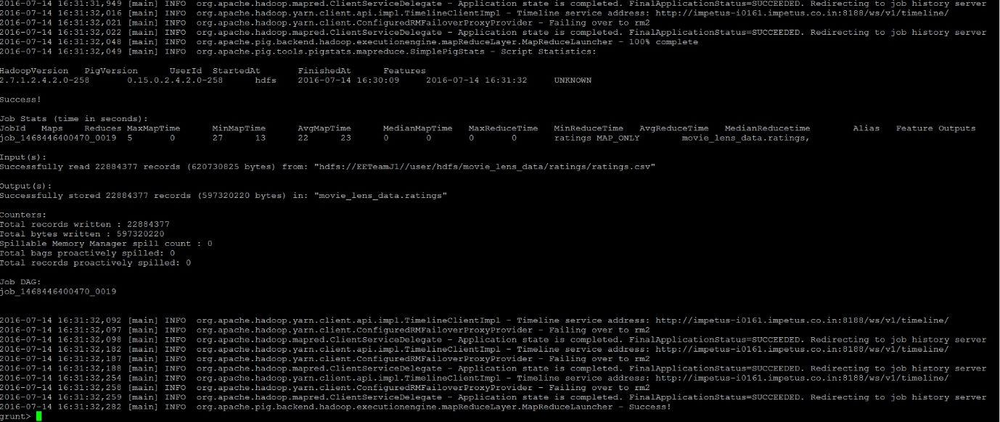 2016-07-14 16:31:31,949 [main] INFO  org.apache.hadoop.mapred.ClientServiceDelegate - Application state is completed. FinalApplicationStatus=SUCCEEDED. Redirecting to job history server
2016-07-14 16:31:32,016 [main] INFO  org.apache.hadoop.yarn.client.api.impl.TimelineClientImpl - Timeline service address: http://impetus-i0161.impetus.co.in:8188/ws/v1/timeline/
2016-07-14 16:31:32,021 [main] INFO  org.apache.hadoop.yarn.client.ConfiguredRMFailoverProxyProvider - Failing over to rm2
2016-07-14 16:31:32,022 [main] INFO  org.apache.hadoop.mapred.ClientServiceDelegate - Application state is completed. FinalApplicationStatus=SUCCEEDED. Redirecting to job history server
2016-07-14 16:31:32,048 [main] INFO  org.apache.pig.backend.hadoop.executionengine.mapReduceLayer.MapReduceLauncher - 100% complete
2016-07-14 16:31:32,049 [main] INFO  org.apache.pig.tools.pigstats.mapreduce.SimplePigStats - Script Statistics:
HadoopVersion PigVersion UserId StartedAt FinishedAt Features
2.7.1.2.4.2.0-258 0.15.0.2.4.2.0-258 hdfs 2016-07-14 16:30:09 2016-07-14 16:31:32 UNKNOWN
Success!
Job Stats (time in seconds):
JobId Maps Reduces MaxMapTime MinMapTime AvgMapTime MedianMapTime MaxReduceTime MinReduceTime AvgReduceTime MedianReducetime Alias Feature Outputs
job_1468446400470_0019 5 0 27 13 22 23 0 0 0 0 ratings MAP_ONLY movie_lens_data.ratings,
Input(s):
Successfully read 22884377 records (620730825 bytes) from: "hdfs://EETeamJ1//user/hdfs/movie_lens_data/ratings/ratings.csv"
Output(s):
Successfully stored 22884377 records (597320220 bytes) in: "movie_lens_data.ratings"
Counters:
Total records written : 22884377
Total bytes written : 597320220
Spillable Memory Manager spill count : 0
Total bags proactively spilled: 0
Total records proactively spilled: 0
Job DAG:
job_1468446400470_0019
2016-07-14 16:31:32,092 [main] INFO  org.apache.hadoop.yarn.client.api.impl.TimelineClientImpl - Timeline service address: http://impetus-i0161.impetus.co.in:8188/ws/v1/timeline/
2016-07-14 16:31:32,097 [main] INFO  org.apache.hadoop.yarn.client.ConfiguredRMFailoverProxyProvider - Failing over to rm2
2016-07-14 16:31:32,098 [main] INFO  org.apache.hadoop.mapred.ClientServiceDelegate - Application state is completed. FinalApplicationStatus=SUCCEEDED. Redirecting to job history server
2016-07-14 16:31:32,182 [main] INFO  org.apache.hadoop.yarn.client.api.impl.TimelineClientImpl - Timeline service address: http://impetus-i0161.impetus.co.in:8188/ws/v1/timeline/
2016-07-14 16:31:32,187 [main] INFO  org.apache.hadoop.yarn.client.ConfiguredRMFailoverProxyProvider - Failing over to rm2
2016-07-14 16:31:32,188 [main] INFO  org.apache.hadoop.mapred.ClientServiceDelegate - Application state is completed. FinalApplicationStatus=SUCCEEDED. Redirecting to job history server
2016-07-14 16:31:32,254 [main] INFO  org.apache.hadoop.yarn.client.api.impl.TimelineClientImpl - Timeline service address: http://impetus-i0161.impetus.co.in:8188/ws/v1/timeline/
2016-07-14 16:31:32,258 [main] INFO  org.apache.hadoop.yarn.client.ConfiguredRMFailoverProxyProvider - Failing over to rm2
2016-07-14 16:31:32,259 [main] INFO  org.apache.hadoop.mapred.ClientServiceDelegate - Application state is completed. FinalApplicationStatus=SUCCEEDED. Redirecting to job history server
2016-07-14 16:31:32,282 [main] INFO  org.apache.pig.backend.hadoop.executionengine.mapReduceLayer.MapReduceLauncher - Success!
grunt>